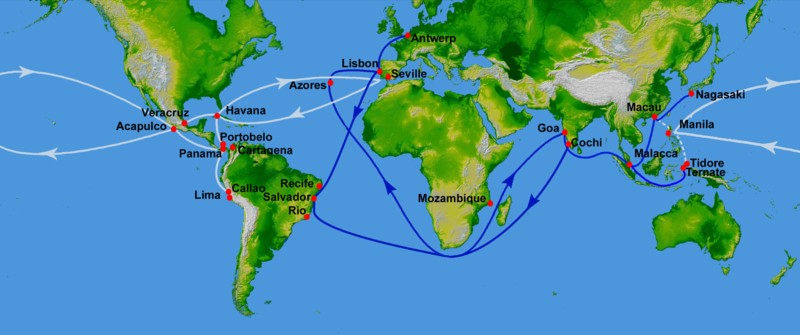 Antwerp
Lisbon
Seville
Azores
Nagasaki
Veracruz
Havana
Macau
Acapulco
Manila
Goa
Portobelo
Cochi
Panama
Cartagena
Malacca
Tidore
Ternate
Recife
Callao
Lima
Salvador
Mozambique
Rio